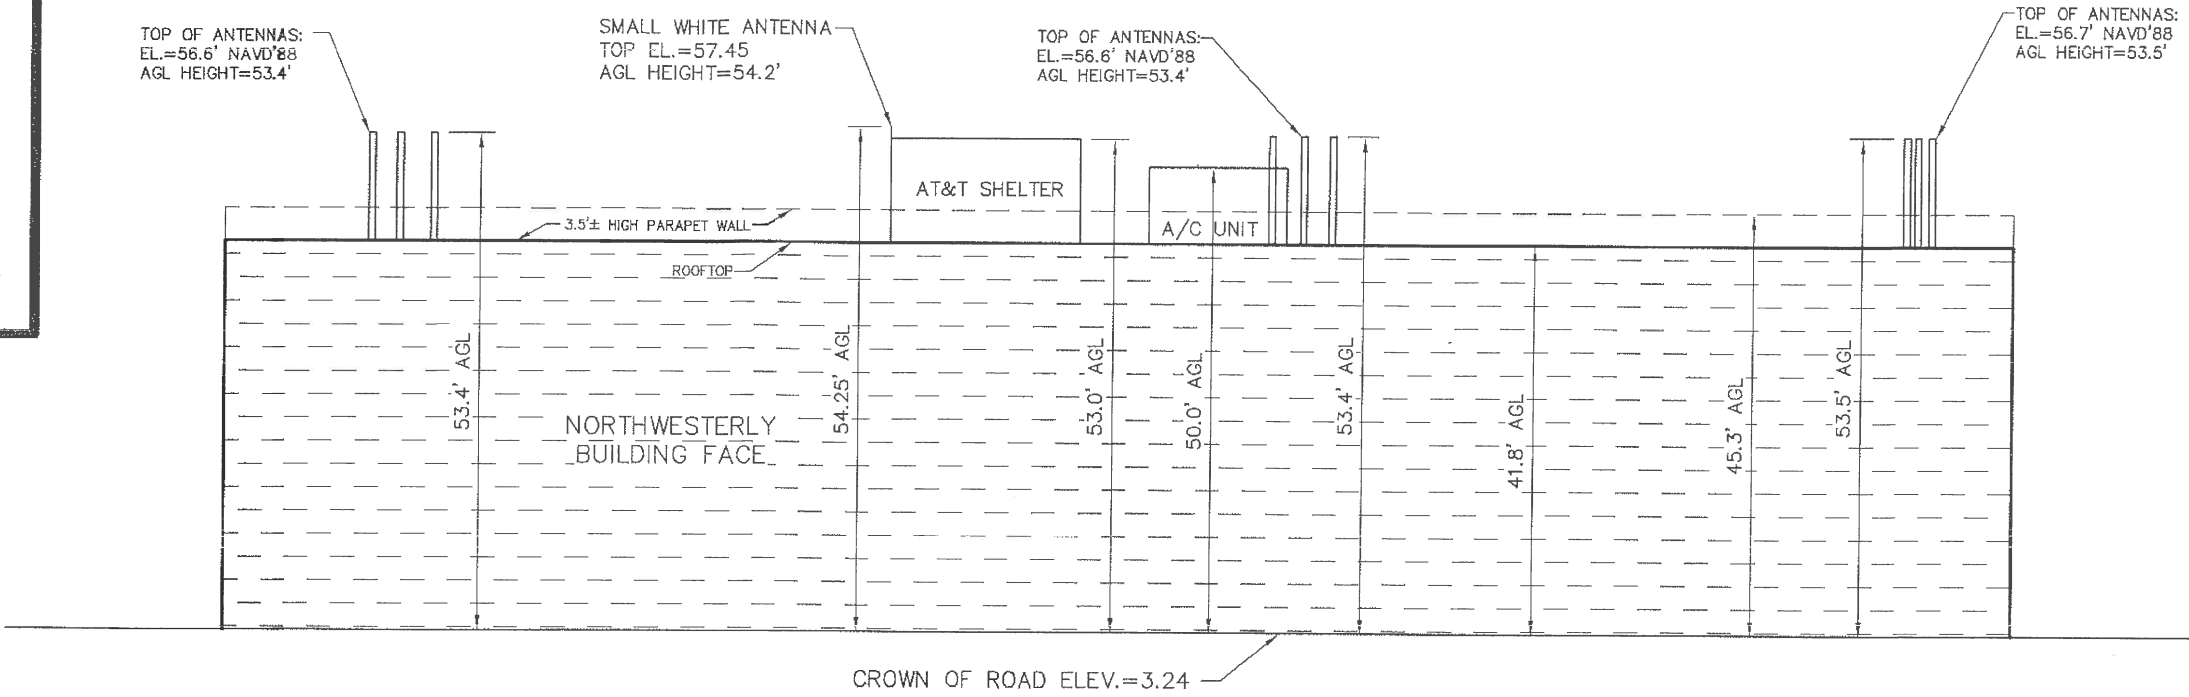 TOP OF ANTENNAS:
EL.=56.6' NAVD'88
AGL HEIGHT=53.4'
SMALL WHITE ANTENNA
TOP EL.=57.45
AGL HEIGHT=54.2'
TOP OF ANTENNAS:
EL.=56.6' NAVD'88
AGL HEIGHT=53.4'
TOP OF ANTENNAS:
EL.=56.7' NAVD'88
AGL HEIGHT=53.5'
AT&T SHELTER
3.5'± HIGH PARAPET WALL
A/C UNIT
ROOFTOP
53.4' AGL
54.25' AGL
53.0' AGL
50.0' AGL
53.4' AGL
41.8' AGL
45.3' AGL
53.5' AGL
NORTHWESTERLY
BUILDING FACE
CROWN OF ROAD ELEV.=3.24